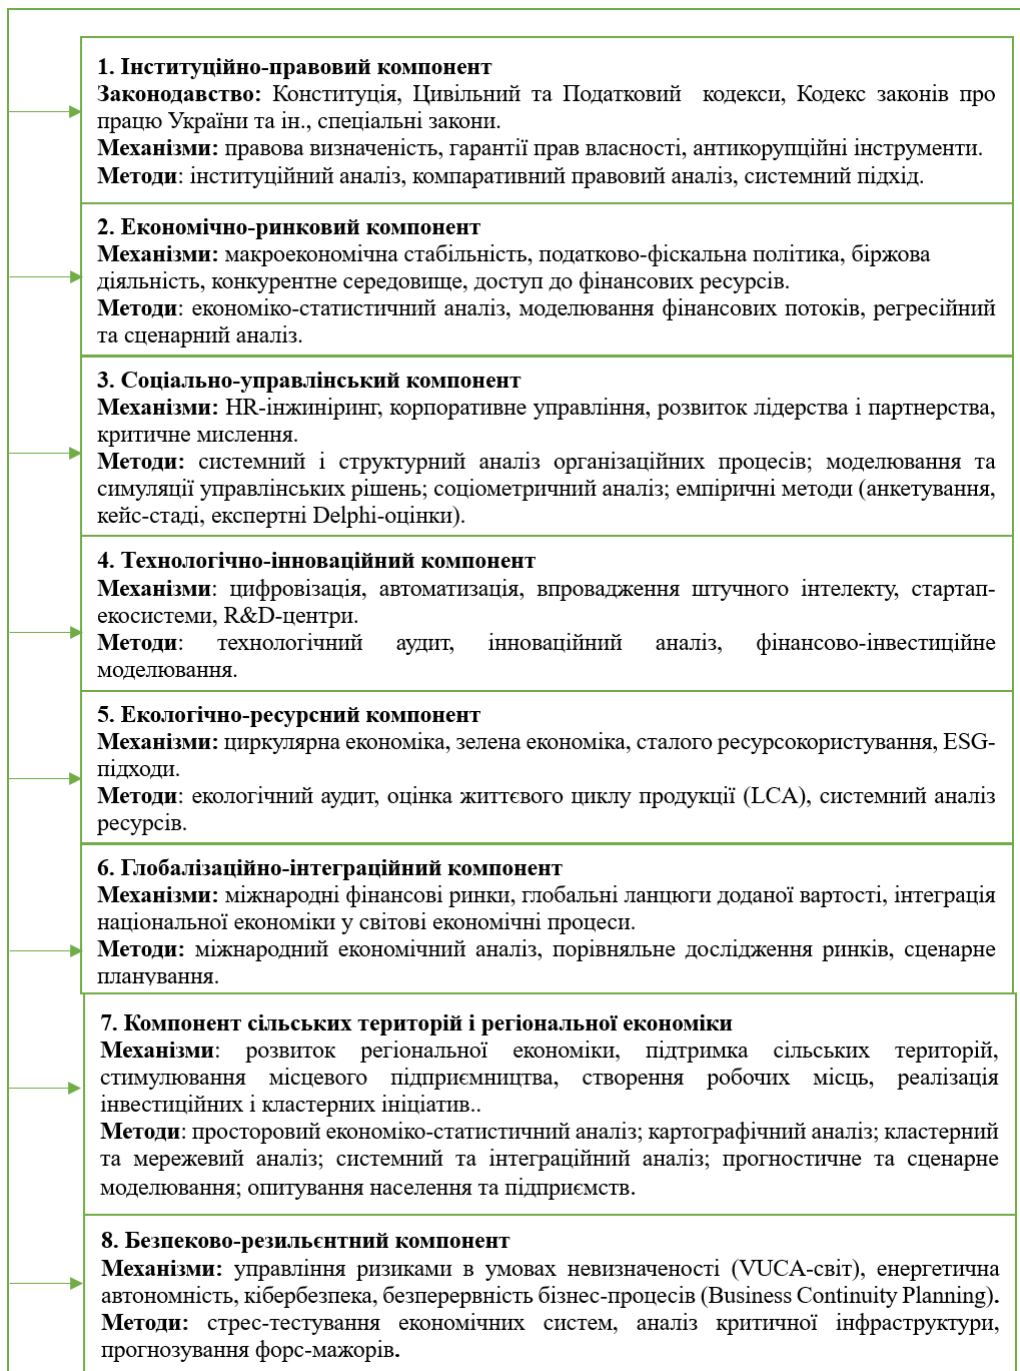 1. Інституційно-правовий компонент
Законодавство: Конституція, Цивільний та Податковий кодекси, Кодекс законів про
працю України та ін., спеціальні закони.
Механізми: правова визначеність, гарантії прав власності, антикорупційні інструменти.
Методи: інституційний аналіз, компаративний правовий аналіз, системний підхід.
2. Економічно-ринковий компонент
Механізми: макроекономічна стабільність, податково-фіскальна політика, біржова
діяльність, конкурентне середовище, доступ до фінансових ресурсів.
Методи: економіко-статистичний аналіз, моделювання фінансових потоків, регресійний
та сценарний аналіз.
3. Соціально-управлінський компонент
Механізми: HR-інжиніринг, корпоративне управління, розвиток лідерства і партнерства,
критичне мислення.
Методи: системний і структурний аналіз організаційних процесів; моделювання та
симуляції управлінських рішень; соціометричний аналіз; емпіричні методи (анкетування,
кейс-стаді, експертні Delphi-оцінки).
4. Технологічно-інноваційний компонент
Механізми: цифровізація, автоматизація, впровадження штучного інтелекту, стартап-
екосистеми, R&D-центри.
Методи: технологічний аудит, інноваційний аналіз, фінансово-інвестиційне
моделювання.
5. Екологічно-ресурсний компонент
Механізми: циркулярна економіка, зелена економіка, сталого ресурсокористування, ESG-
підходи.
Методи: екологічний аудит, оцінка життєвого циклу продукції (LCA), системний аналіз
ресурсів.
6. Глобалізаційно-інтеграційний компонент
Механізми: міжнародні фінансові ринки, глобальні ланцюги доданої вартості, інтеграція
національної економіки у світові економічні процеси.
Методи: міжнародний економічний аналіз, порівняльне дослідження ринків, сценарне
планування.
7. Компонент сільських територій і регіональної економіки
Механізми: розвиток регіональної економіки, підтримка сільських територій,
стимулювання місцевого підприємництва, створення робочих місць, реалізація
інвестиційних і кластерних ініціатив..
Методи: просторовий економіко-статистичний аналіз; картографічний аналіз; кластерний
та мережевий аналіз; системний та інтеграційний аналіз; прогностичне та сценарне
моделювання; опитування населення та підприємств.
8. Безпеково-резильєнтний компонент
Механізми: управління ризиками в умовах невизначеності (VUCA-світ), енергетична
автономність, кібербезпека, безперервність бізнес-процесів (Business Continuity Planning).
Методи: стрес-тестування економічних систем, аналіз критичної інфраструктури,
прогнозування форс-мажорів.